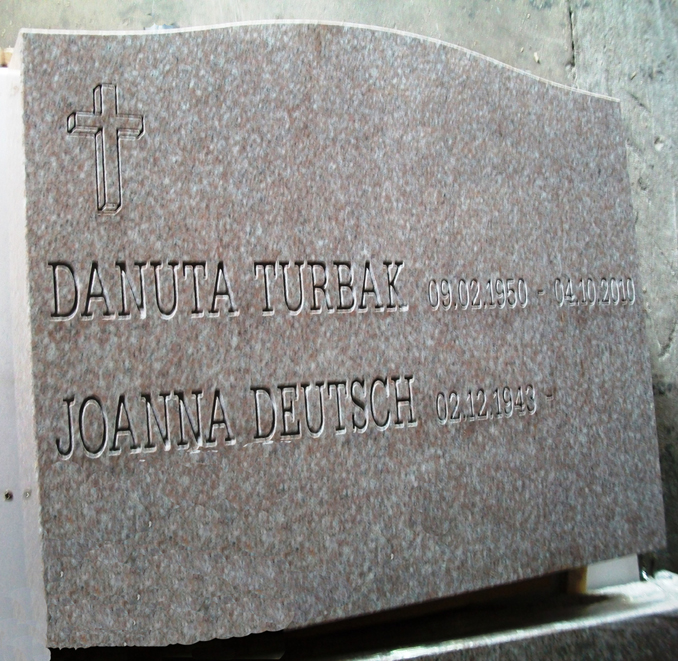 DANUTA TURBAK 09.02.1950 - 04.10.2010
JOANNA DEUTSCH 02.12.1943 -